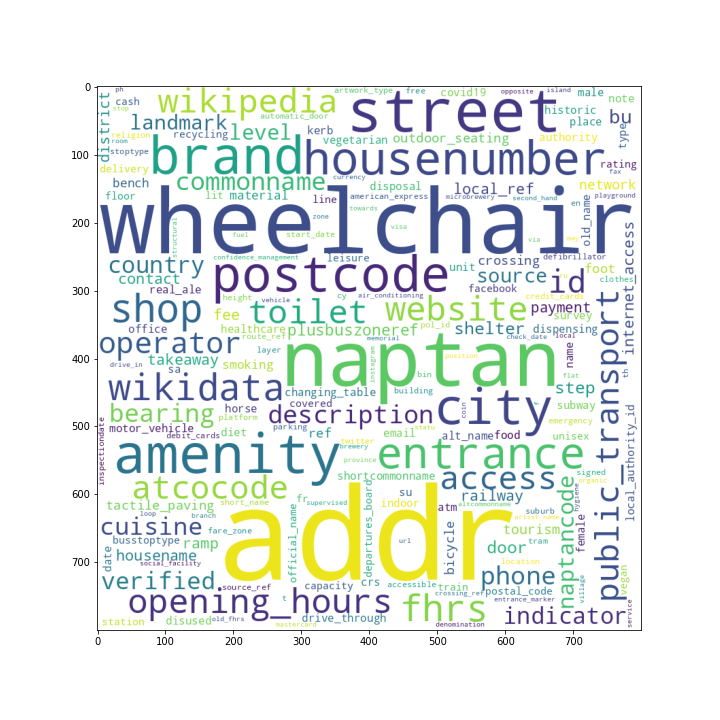 0
100
200
300
400
500
600
700
0 100 200 300 400 500 600 700
ph
cash
stop
wikipedia
artwork_type
free
opposite
island
covid19
male
note
street
historic
place
bu
type
district
landmark
automatic_door
recycling
level
kerb
vegetarian
outdoor_seating
authority
religion
room
stoptype
brand
housenumber
rating
fax
delivery
bench
floor
commonname
currency
disposal
american_express
local_ref
microbrewery
second_hand
network
playground
lit
material
line
wheelchair
towards
zone
visa
start_date
fuel
structural
via
en
old_name
defibrillator
internet_access
country
contact
real_ale
confidence_management
leisure
postcode
unit
crossing
source
facebook
id
foot
clothes
shop
height
vehicle
cy
air_conditioning
fee
toilet
website
credit_cards
payment
survey
office
operator
healthcare
route_ref
plusbuszoneref
pol_id
shelter
dispensing
check_date
local
name
public_transport
drive_in
takeaway
sa
layer
smoking
memorial
instagram
naptan
position
bin
flat
th
step
wikidata
changing_table
building
bearing
horse
platform
covered
description
coin
city
subway
emergency
motor_vehicle
debit_cards
diet
parking
ref
twitter
email
alt_name
food
unisex
inspectiondate
amenity
brewery
province
shortcommonname
entrance
signed
organic
local_authority_id
atcocode
access
hygiene
naptancode
tactile_paving
short_name
fr
supervised
departures_board
indoor
su
atm
railway
altcommonname
suburb
artist_name
female
loop
branch
cuisine
fare_zone
official_name
addr
url
bicycle
tram
tourism
door
busstoptype
ramp
date
housename
social_facility
location
village
vegan
verified
source_ref
capacity
crs
accessible
train
crossing_ref
phone
postal_code
entrance_marker
service
opening_hours
t
drive_through
fhrs
indicator
station
disused
old_fhrs
mastercard
denomination